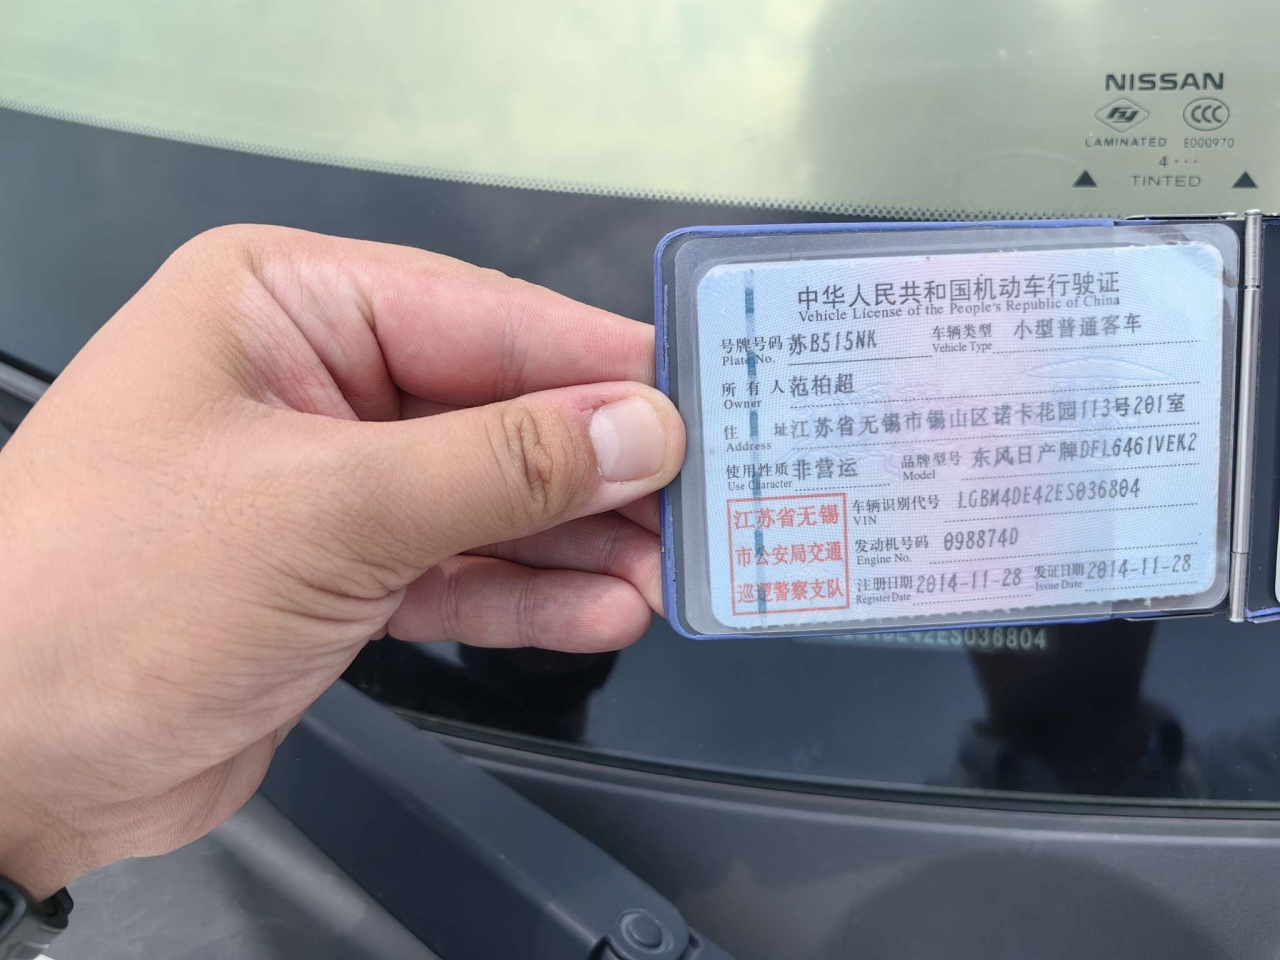 NISSAN
CCC
LAMINATED E000970
4 ...
TINTED
中华人民共和国机动车行驶证
Vehicle License of the People's Republic of China
号牌号码 苏B515NK 车辆类型 小型普通客车
Plate No. Vehicle Type
所有人 范柏超
Owner
住址 江苏省无锡市锡山区诺卡花园113号201室
Address
使用性质 非营运 品牌型号 东风日产牌DFL6461VEK2
Use Character Model
江苏省无锡
市公安局交通
巡逻警察支队
车辆识别代号 LGBM4DE42ES036804
VIN
发动机号码 098874D
Engine No.
注册日期 2014-11-28 发证日期 2014-11-28
Register Date Issue Date
42ES036804